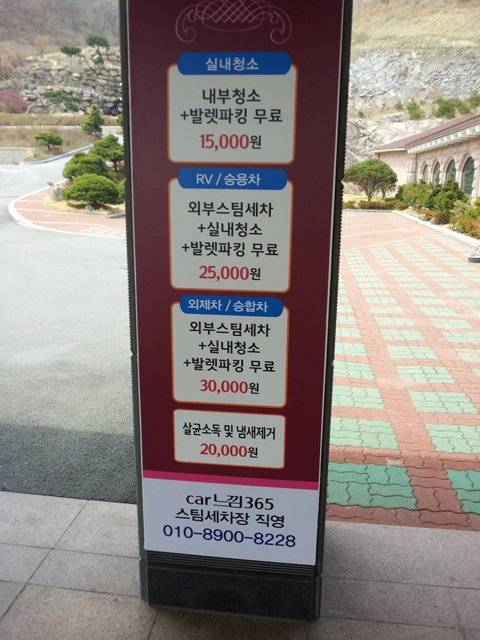 실내청소
내부청소
+발렛파킹 무료
15,000원
RV / 승용차
외부스팀세차
+실내청소
+발렛파킹 무료
25,000원
외제차 / 승합차
외부스팀세차
+실내청소
+발렛파킹 무료
30,000원
살균소독 및 냄새제거
20,000원
car느낌365
스팀세차장 직영
010-8900-8228